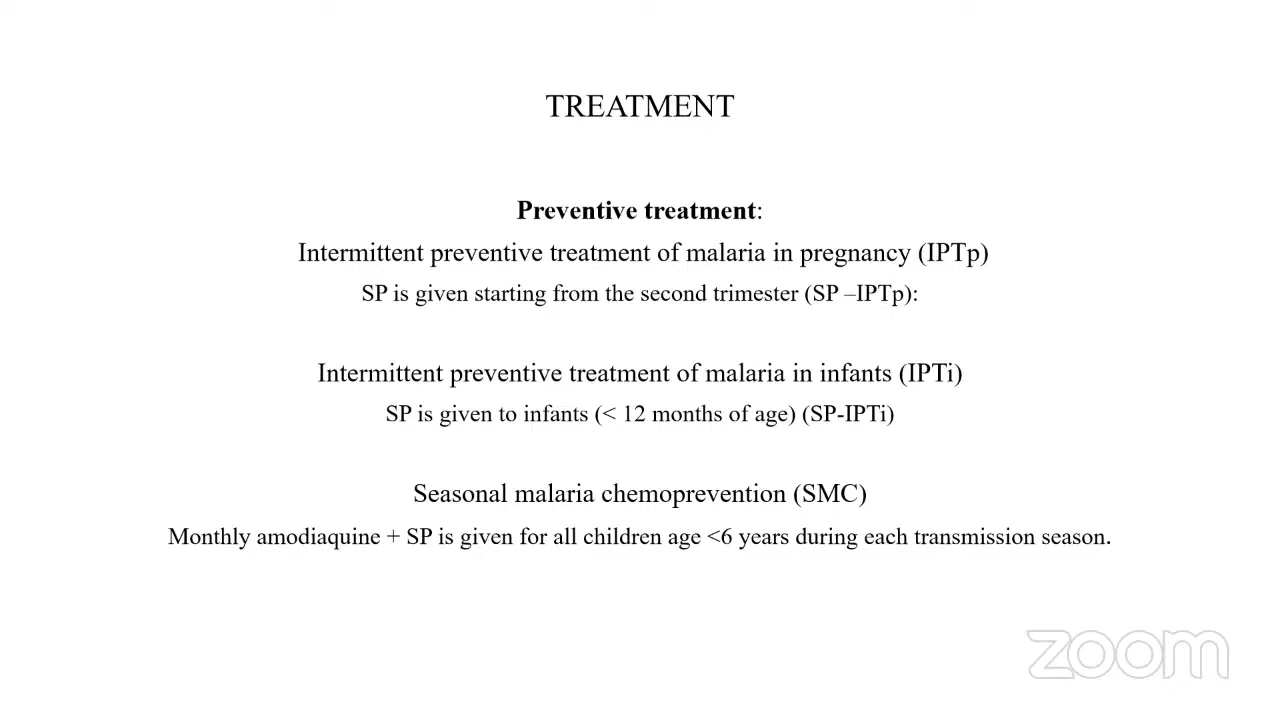 TREATMENT
Preventive treatment:
Intermittent preventive treatment of malaria in pregnancy (IPTp)
SP is given starting from the second trimester (SP –IPTp):
Intermittent preventive treatment of malaria in infants (IPTi)
SP is given to infants (< 12 months of age) (SP-IPTi)
Seasonal malaria chemoprevention (SMC)
Monthly amodiaquine + SP is given for all children age <6 years during each transmission season.
zoom